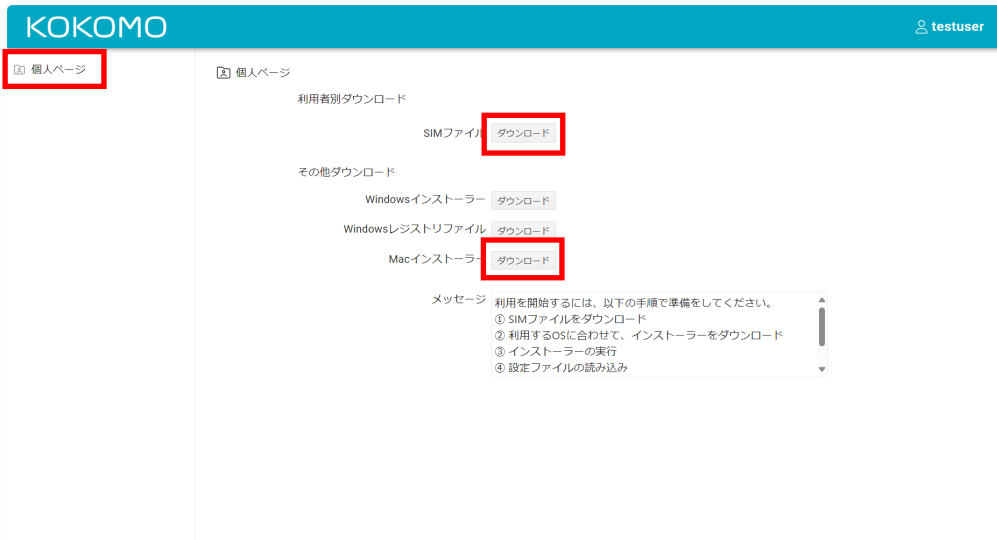 KOKOMO
testuser
個人ページ
個人ページ
利用者別ダウンロード
SIMファイル ダウンロード
その他ダウンロード
Windowsインストーラー ダウンロード
Windowsレジストリファイル ダウンロード
Macインストーラー ダウンロード
メッセージ
利用を開始するには、以下の手順で準備をしてください。
① SIMファイルをダウンロード
② 利用するOSに合わせて、インストーラーをダウンロード
③ インストーラーの実行
④ 設定ファイルの読み込み